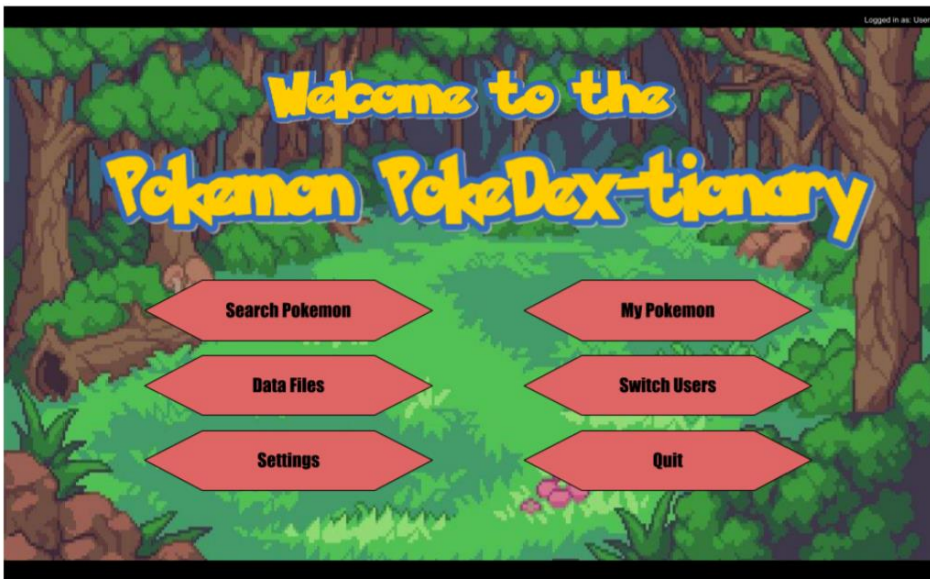 Logged in as: User
Welcome to the
Pokemon PokeDex-tionary
Search Pokemon
My Pokemon
Data Files
Switch Users
Settings
Quit